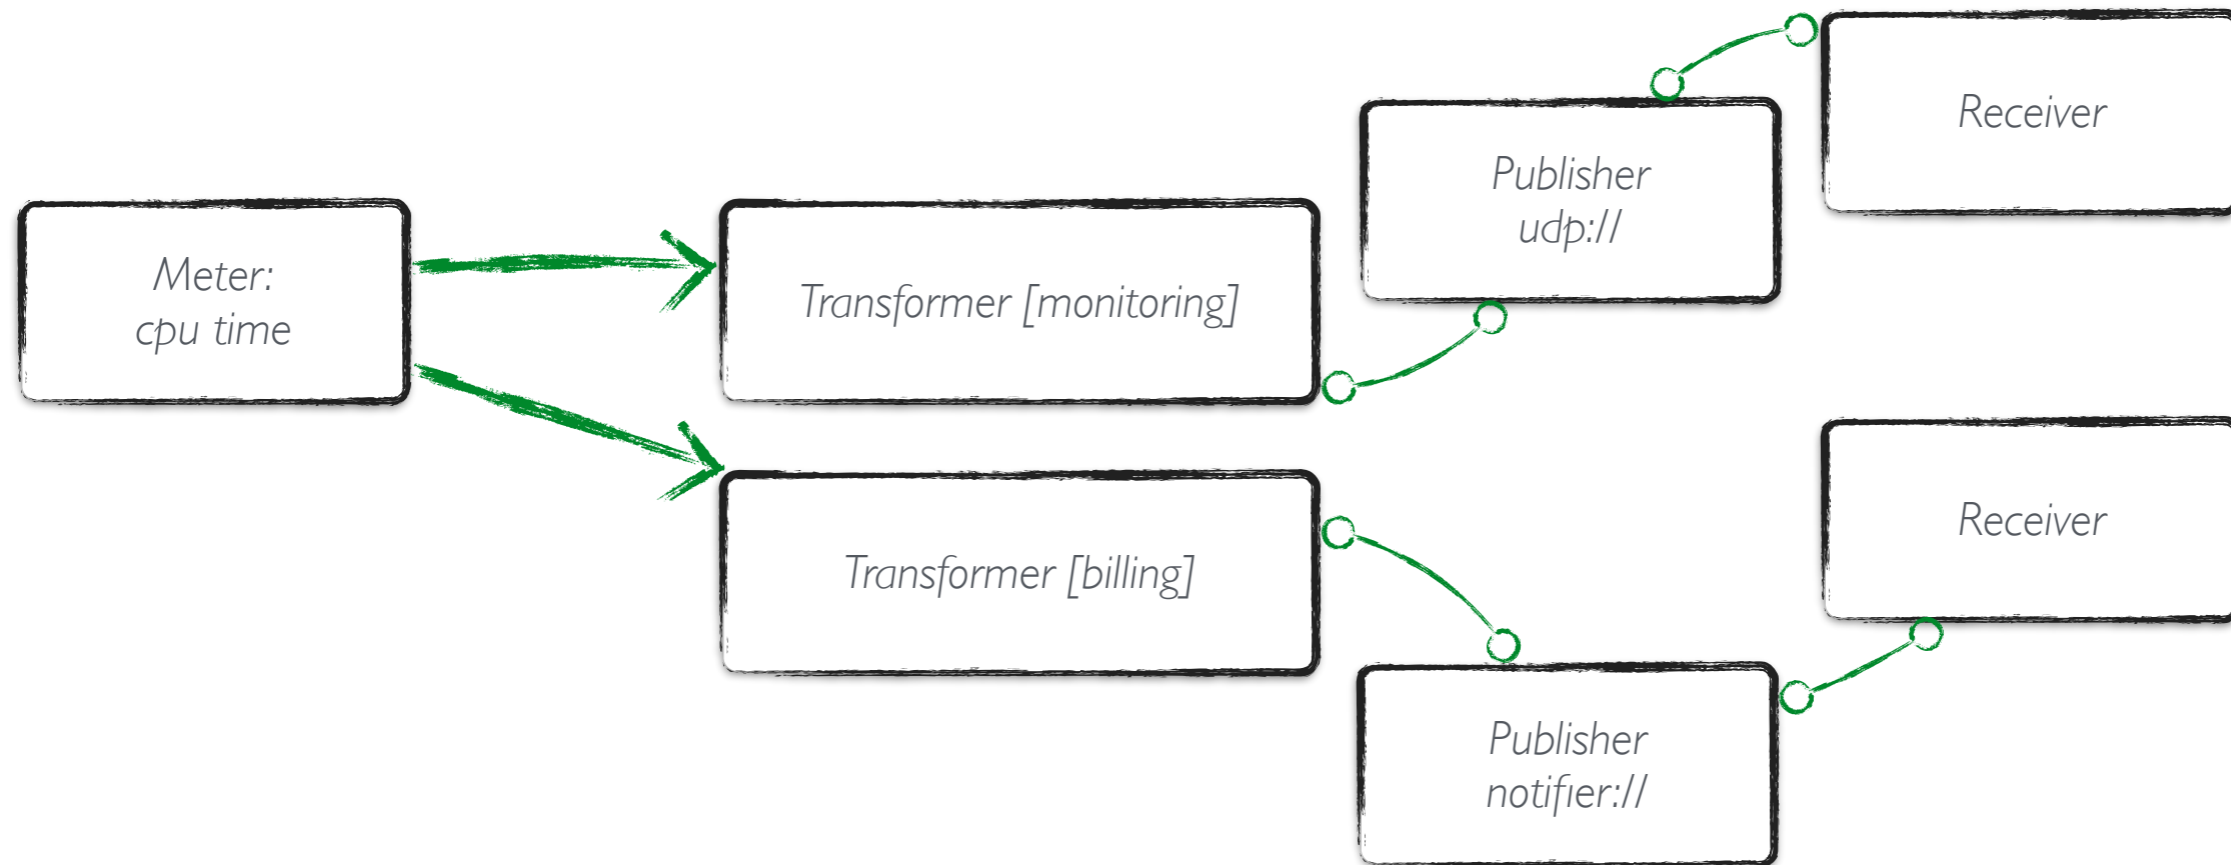 Meter:
cpu time
Transformer [monitoring]
Publisher
udp://
Receiver
Transformer [billing]
Publisher
notifier://
Receiver